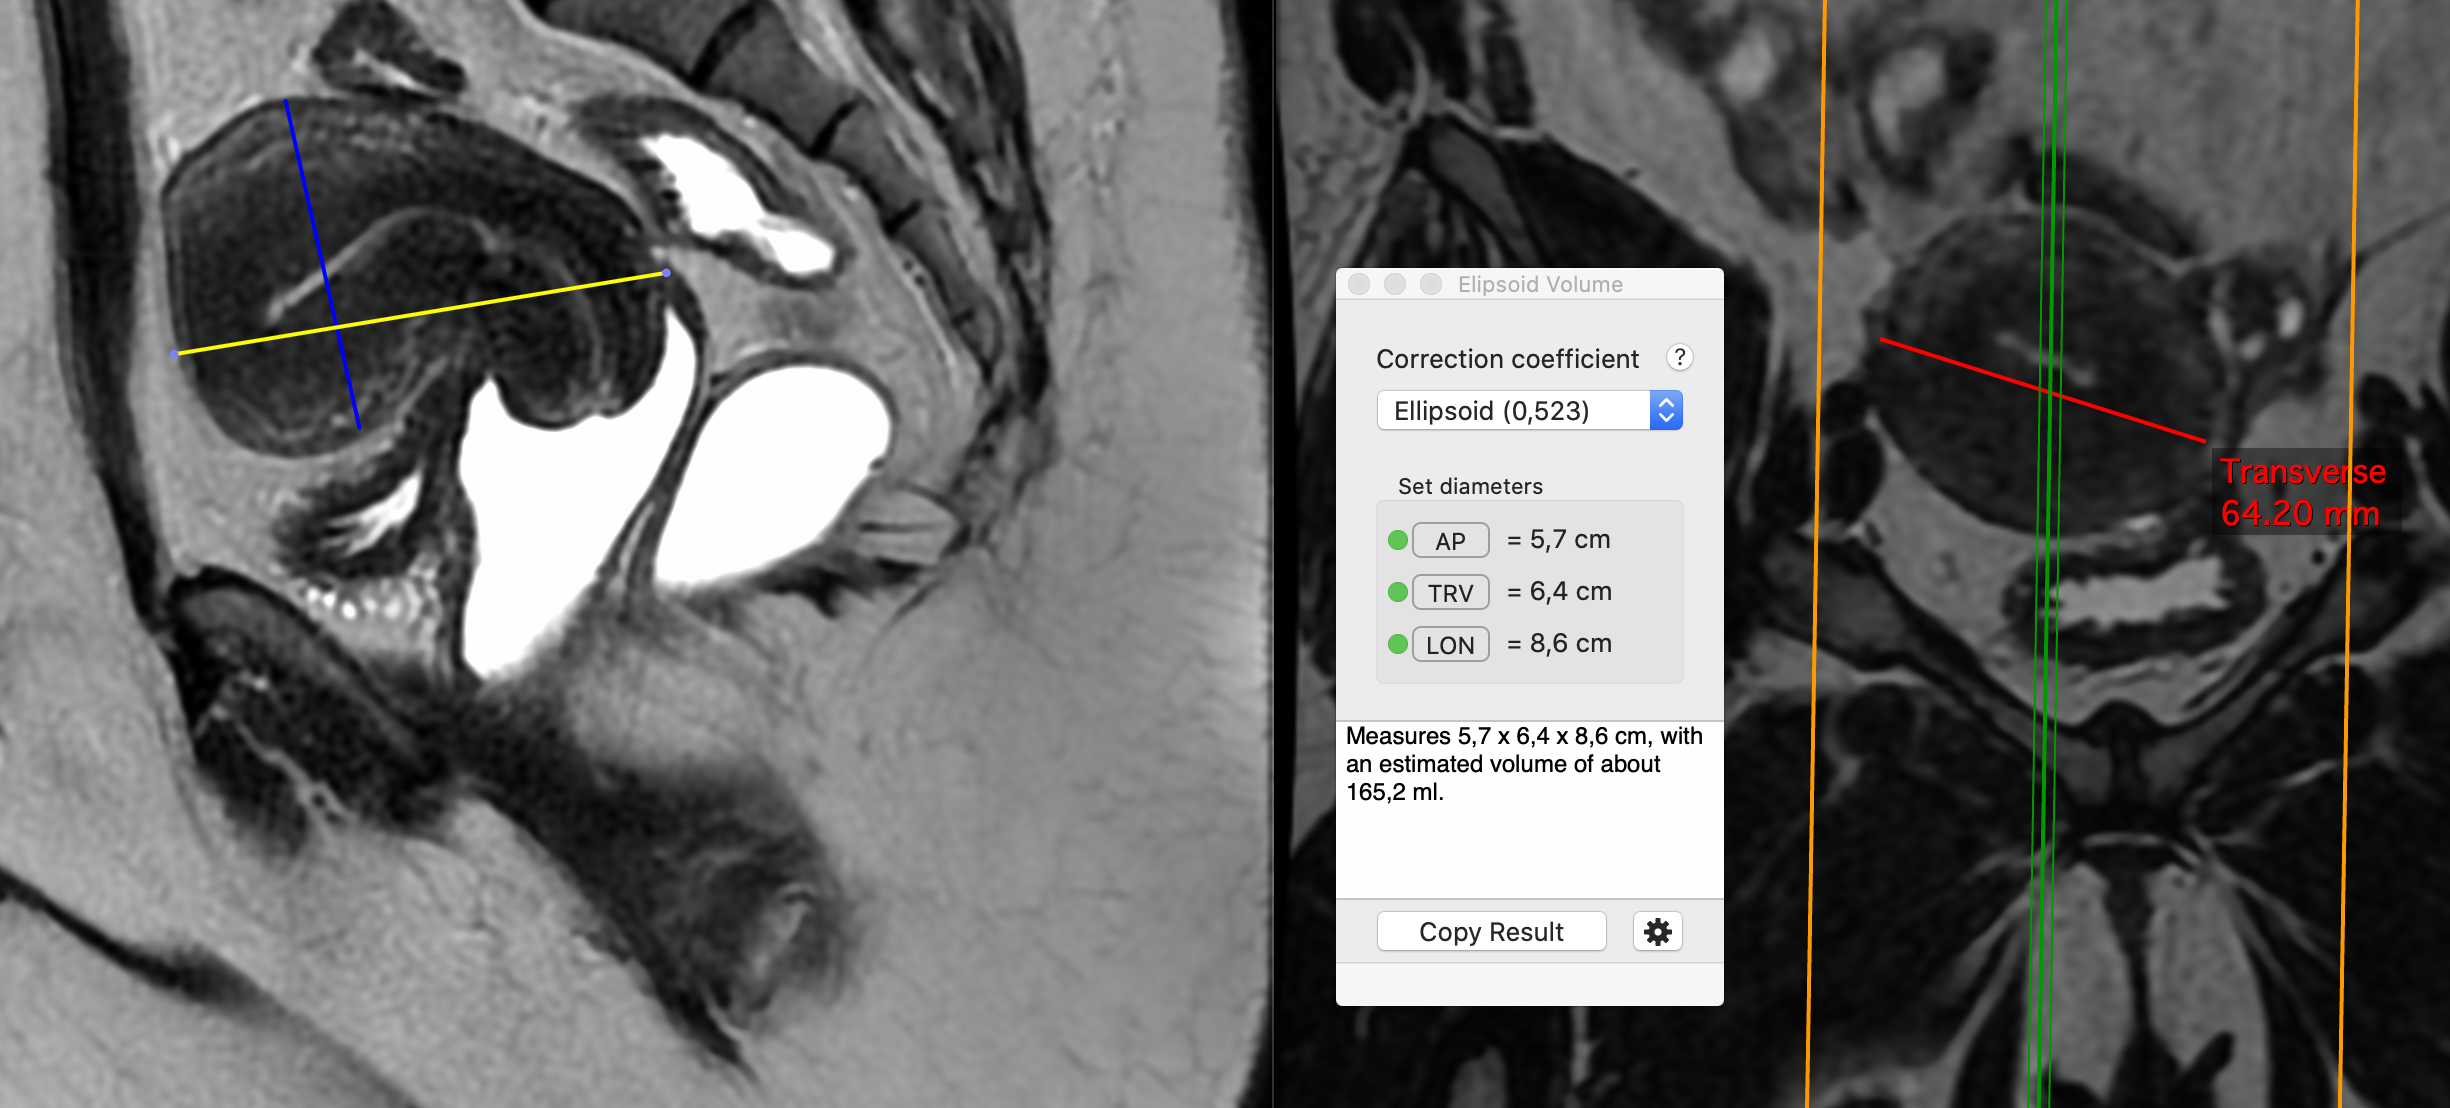 Elipsoid Volume
Correction coefficient ?
Ellipsoid (0,523)
Set diameters
AP = 5,7 cm
TRV = 6,4 cm
LON = 8,6 cm
Measures 5,7 x 6,4 x 8,6 cm, with
an estimated volume of about
165,2 ml.
Copy Result
Transverse
64.20 mm